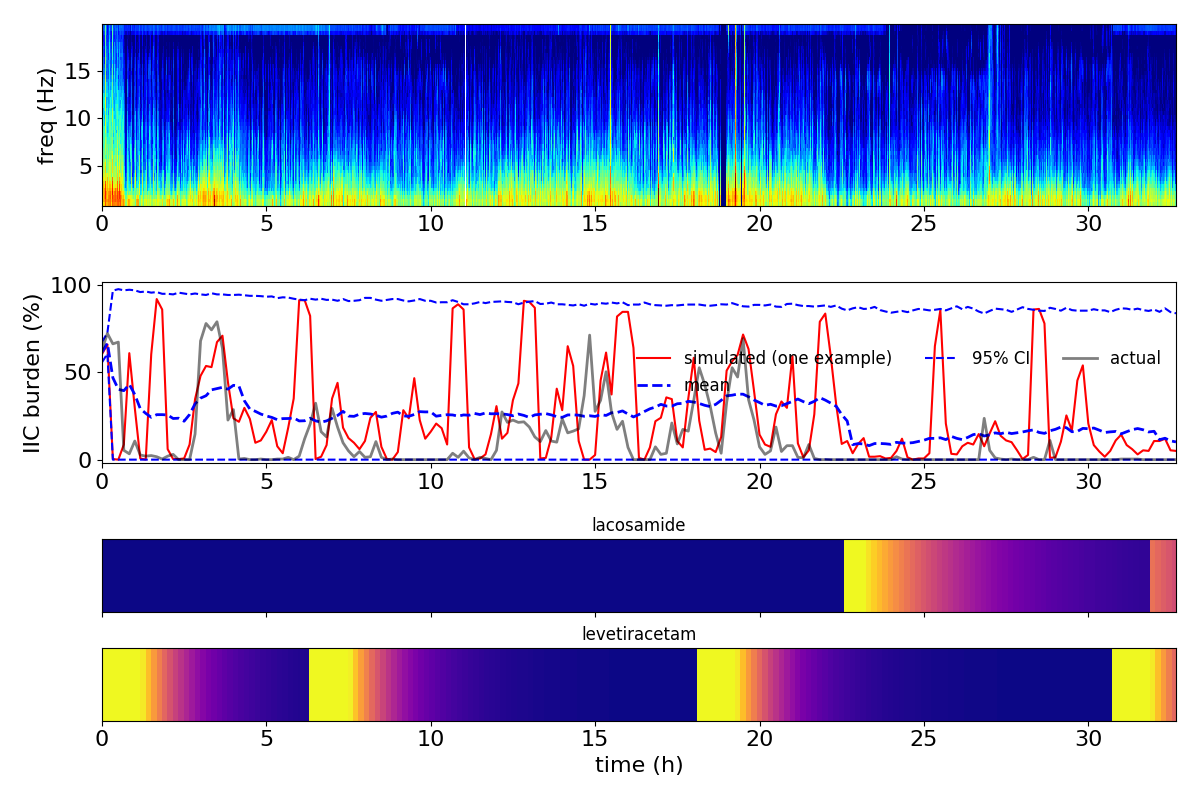 freq (Hz)
15
10
5
0 5 10 15 20 25 30
IIC burden (%)
100
50
0
simulated (one example) 95% CI actual
mean
0 5 10 15 20 25 30
lacosamide
levetiracetam
0 5 10 15 20 25 30
time (h)